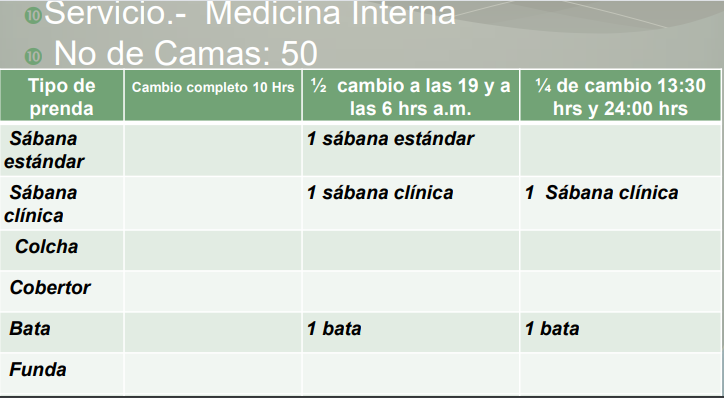 ⓾Servicio.- Medicina Interna
⓾ No de Camas: 50
Tipo de prenda | Cambio completo 10 Hrs | ½ cambio a las 19 y a las 6 hrs a.m. | ¼ de cambio 13:30 hrs y 24:00 hrs
Sábana estándar | | 1 sábana estándar |
Sábana clínica | | 1 sábana clínica | 1 Sábana clínica
Colcha
Cobertor
Bata | | 1 bata | 1 bata
Funda